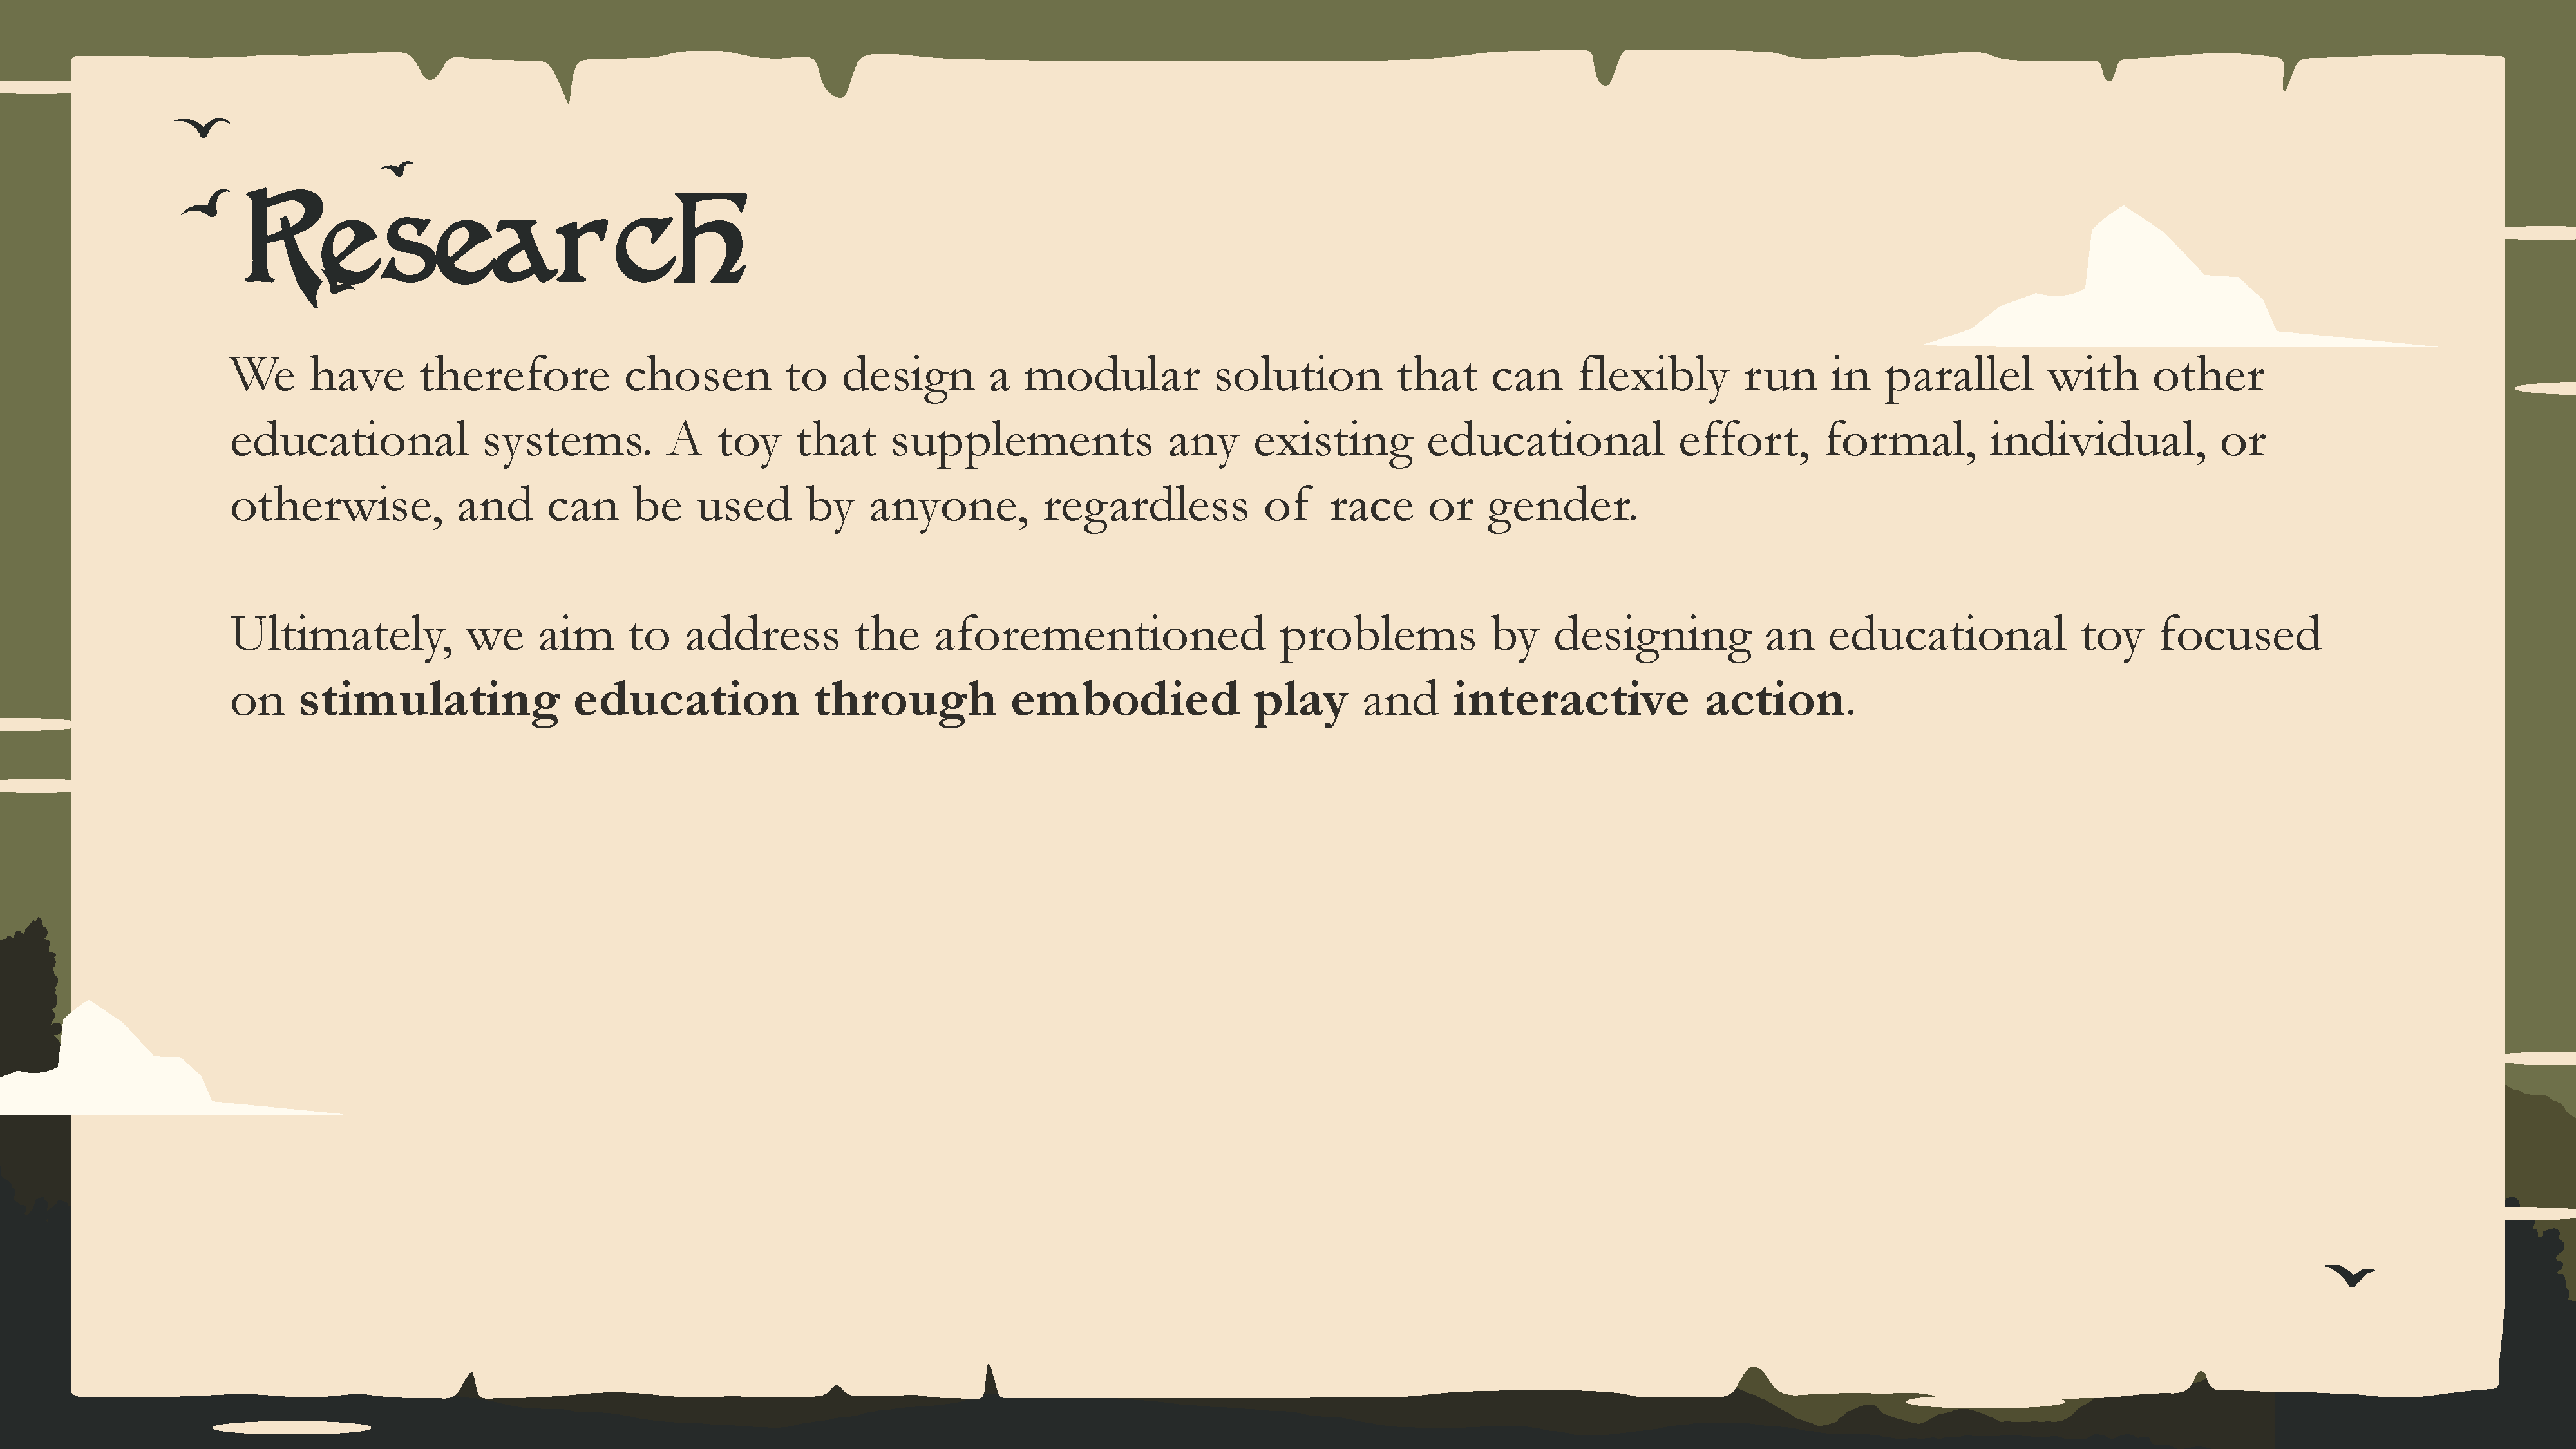 Research
We have therefore chosen to design a modular solution that can flexibly run in parallel with other
educational systems. A toy that supplements any existing educational effort, formal, individual, or
otherwise, and can be used by anyone, regardless of race or gender.
Ultimately, we aim to address the aforementioned problems by designing an educational toy focused
on stimulating education through embodied play and interactive action.